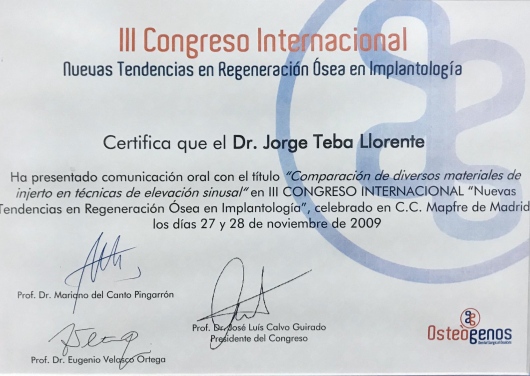 III Congreso Internacional
Nuevas Tendencias en Regeneración Ósea en Implantología
Certifica que el Dr. Jorge Teba Llorente
Ha presentado comunicación oral con el título "Comparación de diversos materiales de
injerto en técnicas de elevación sinusal" en III CONGRESO INTERNACIONAL "Nuevas
Tendencias en Regeneración Ósea en Implantología", celebrado en C.C. Mapfre de Madrid
los días 27 y 28 de noviembre de 2009
Prof. Dr. Mariano del Canto Pingarrón
Prof. Dr. José Luís Calvo Guirado
Presidente del Congreso
Prof. Dr. Eugenio Velasco Ortega
Osteógenos